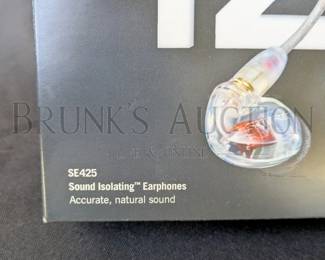 BRUNK'S AUCTION
SE425
Sound Isolating™ Earphones
Accurate, natural sound